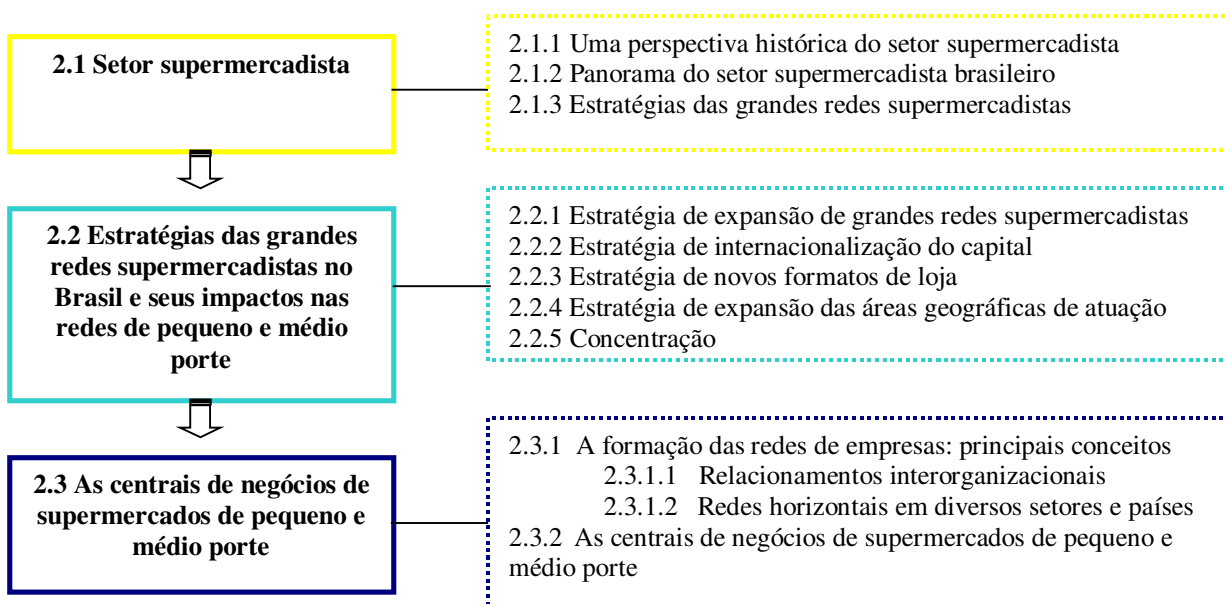 2.1 Setor supermercadista
2.1.1 Uma perspectiva histórica do setor supermercadista
2.1.2 Panorama do setor supermercadista brasileiro
2.1.3 Estratégias das grandes redes supermercadistas
2.2 Estratégias das grandes
redes supermercadistas no
Brasil e seus impactos nas
redes de pequeno e médio
porte
2.2.1 Estratégia de expansão de grandes redes supermercadistas
2.2.2 Estratégia de internacionalização do capital
2.2.3 Estratégia de novos formatos de loja
2.2.4 Estratégia de expansão das áreas geográficas de atuação
2.2.5 Concentração
2.3 As centrais de negócios de
supermercados de pequeno e
médio porte
2.3.1 A formação das redes de empresas: principais conceitos
2.3.1.1 Relacionamentos interorganizacionais
2.3.1.2 Redes horizontais em diversos setores e países
2.3.2 As centrais de negócios de supermercados de pequeno e
médio porte